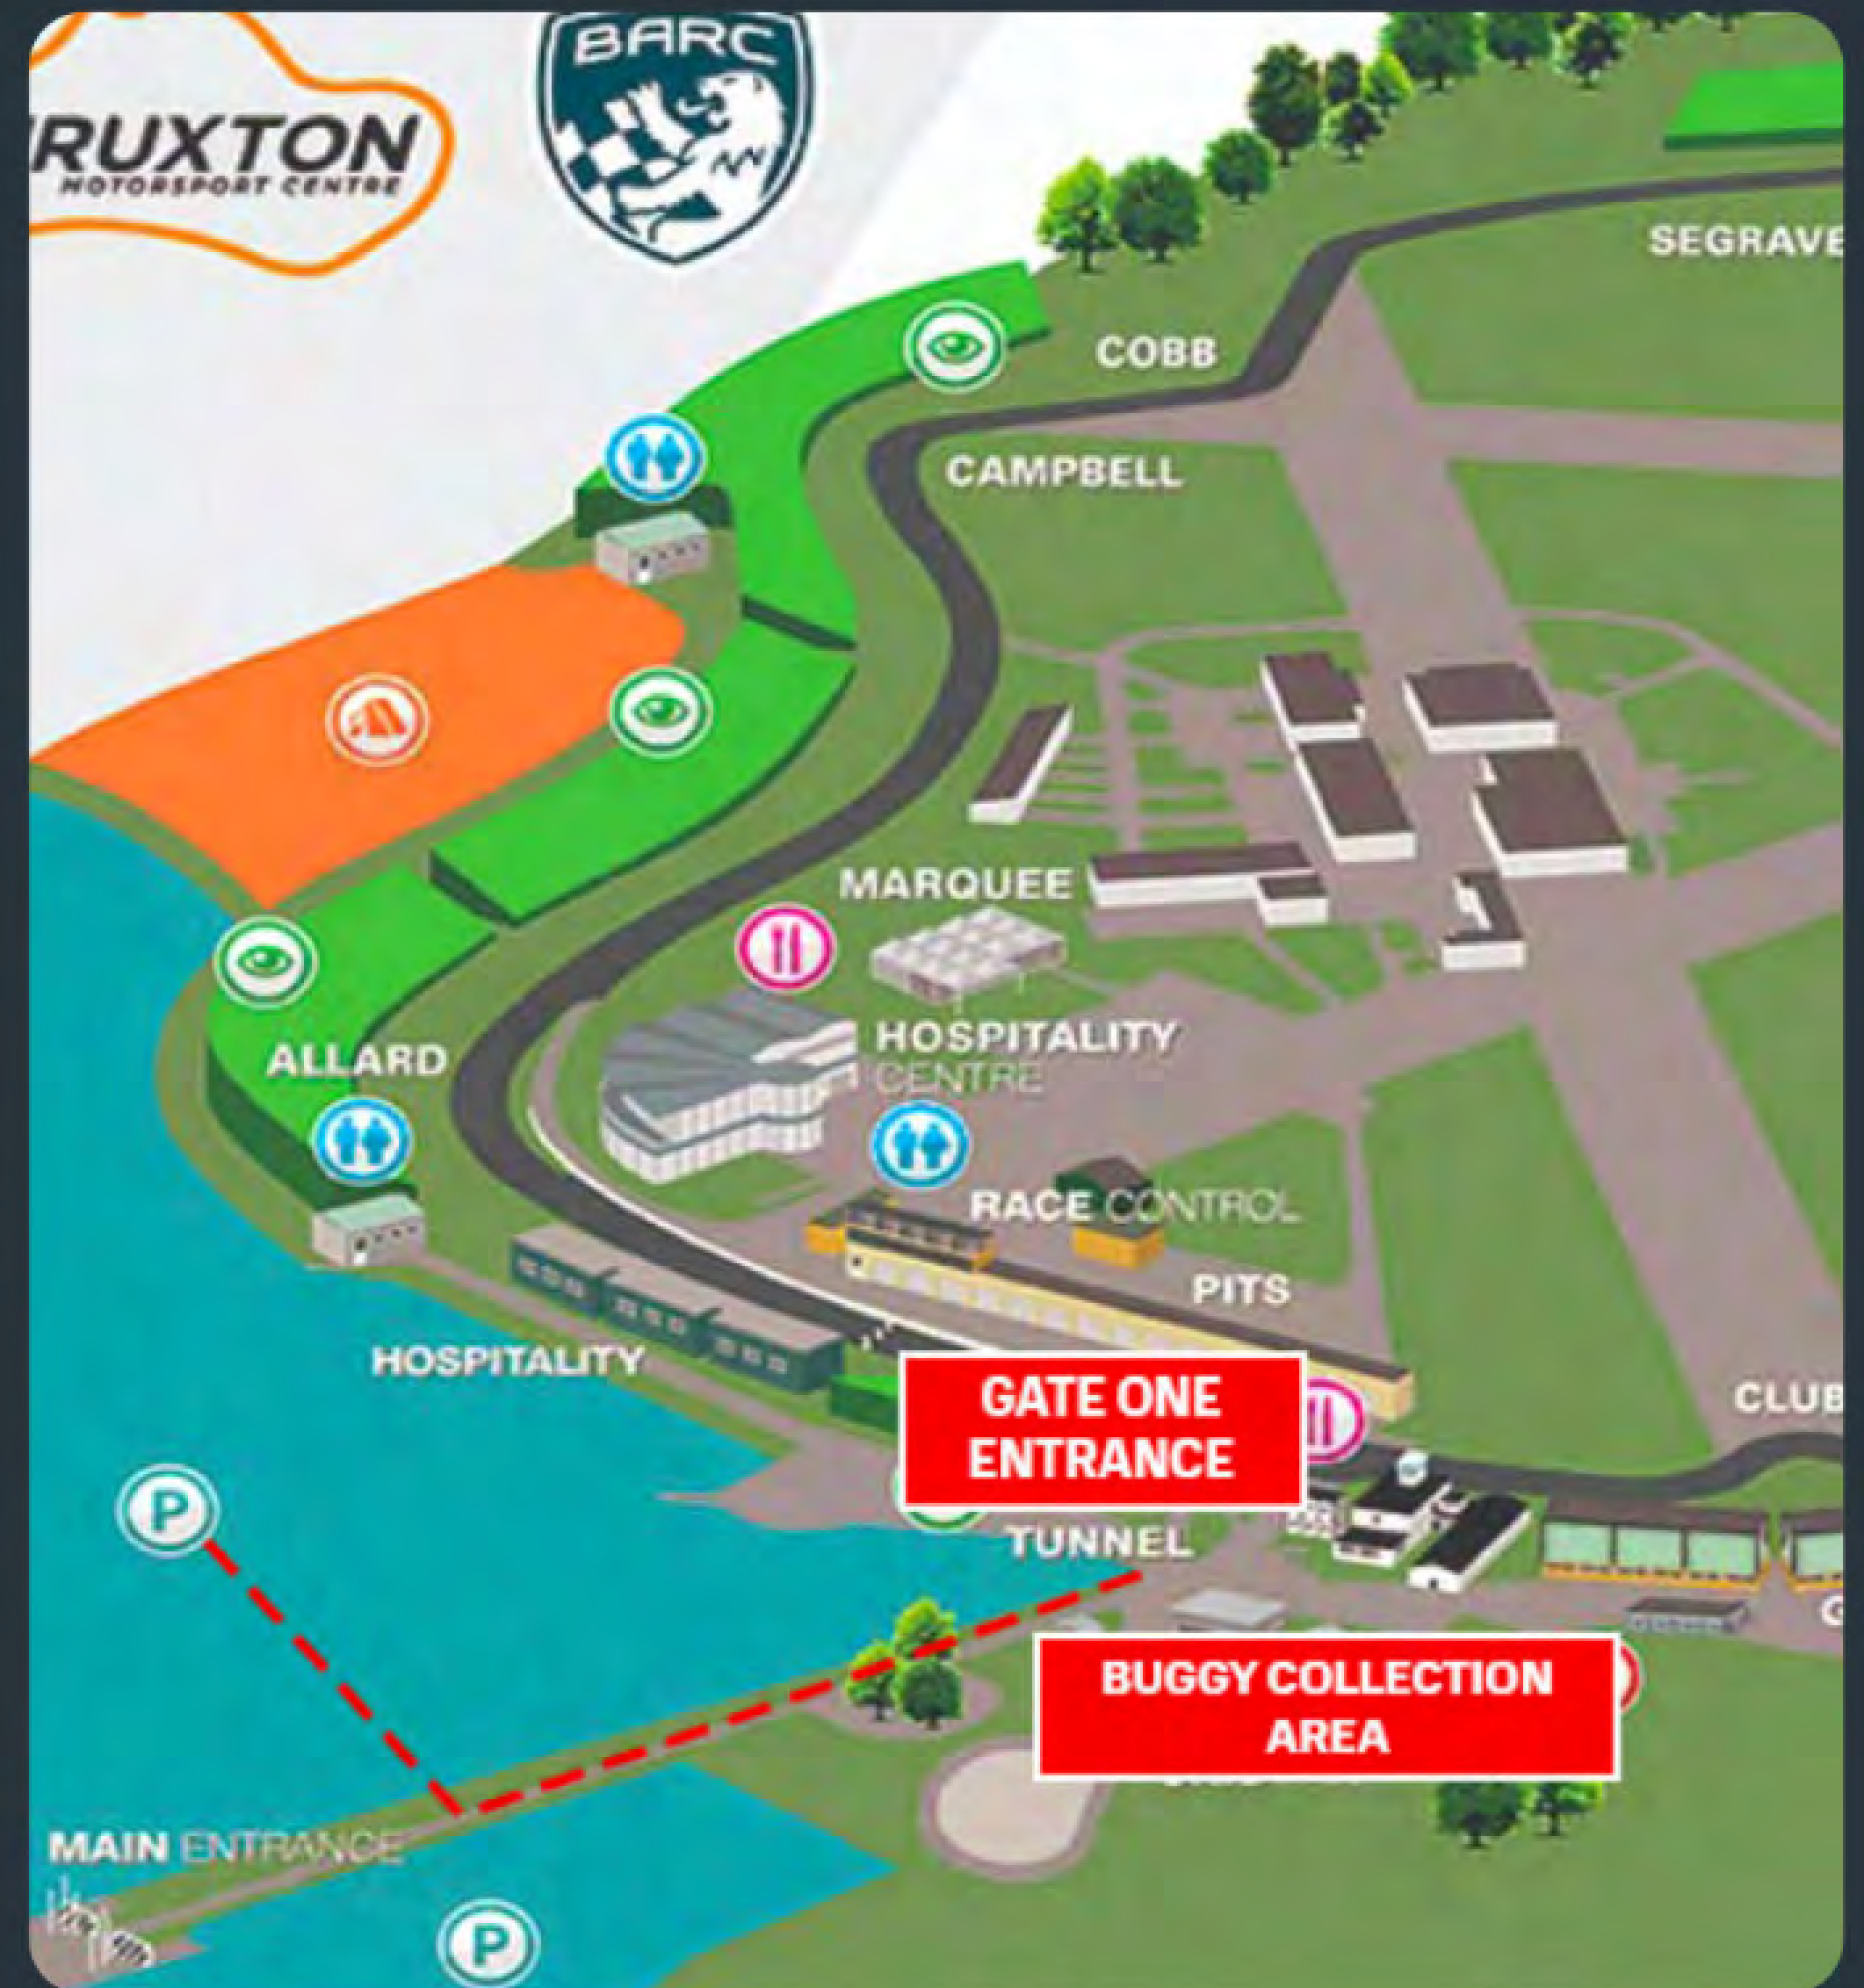 BARC
RUXTON
MOTORSPORT CENTRE
SEGRAVE
COBB
CAMPBELL
MARQUEE
HOSPITALITY
CENTRE
ALLARD
RACE CONTROL
PITS
HOSPITALITY
GATE ONE
ENTRANCE
CLUB
P
TUNNEL
BUGGY COLLECTION
AREA
MAIN ENTRANCE
P